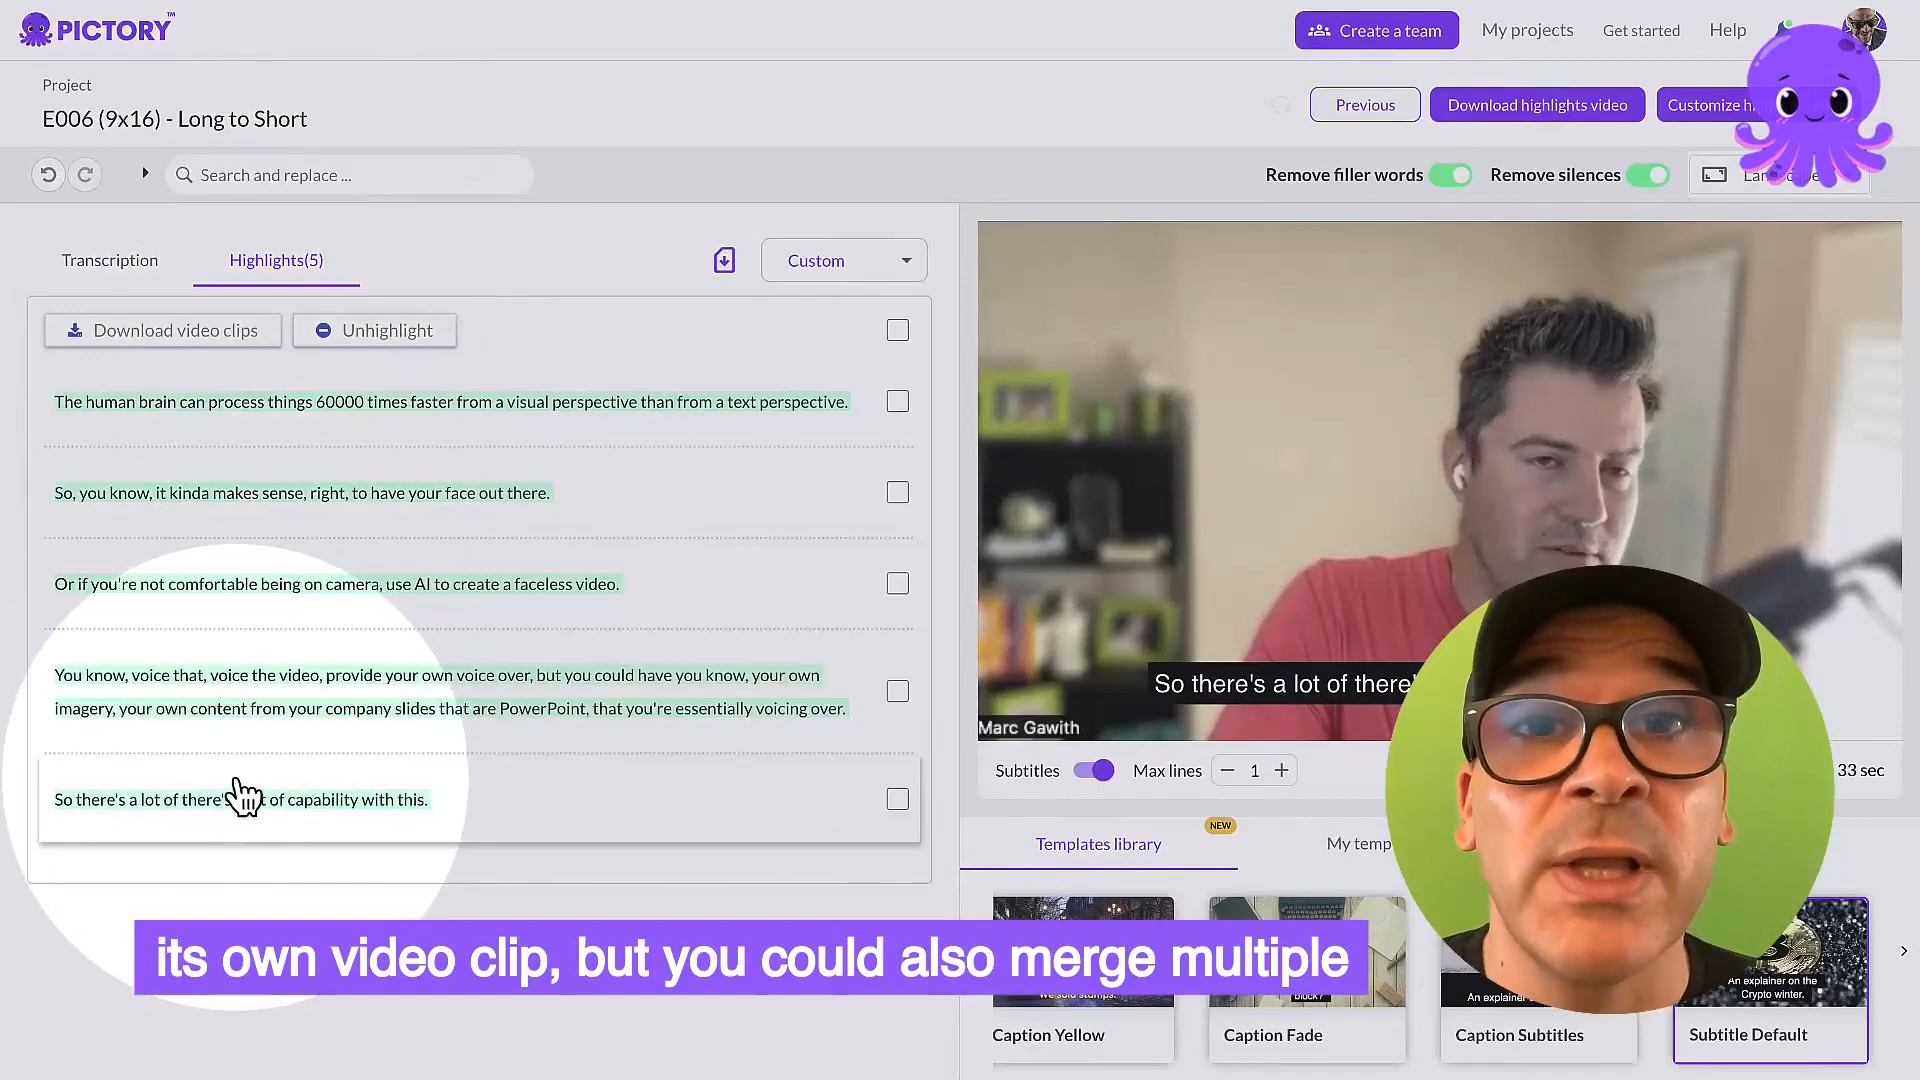 PICTORY™
Create a team
My projects
Get started
Help
Project
E006 (9x16) - Long to Short
Previous
Download highlights video
Customize
Search and replace ...
Remove filler words
Remove silences
Transcription
Highlights(5)
Custom
Download video clips
Unhighlight
The human brain can process things 60000 times faster from a visual perspective than from a text perspective.
So, you know, it kinda makes sense, right, to have your face out there.
Or if you're not comfortable being on camera, use AI to create a faceless video.
You know, voice that, voice the video, provide your own voice over, but you could have you know, your own
imagery, your own content from your company slides that are PowerPoint, that you're essentially voicing over.
So there's a lot of there' of capability with this.
So there's a lot of there'
Marc Gawith
Subtitles
Max lines
1
33 sec
NEW
Templates library
My temp
its own video clip, but you could also merge multiple
An explainer
An explainer on the
Crypto winter.
Caption Yellow
Caption Fade
Caption Subtitles
Subtitle Default